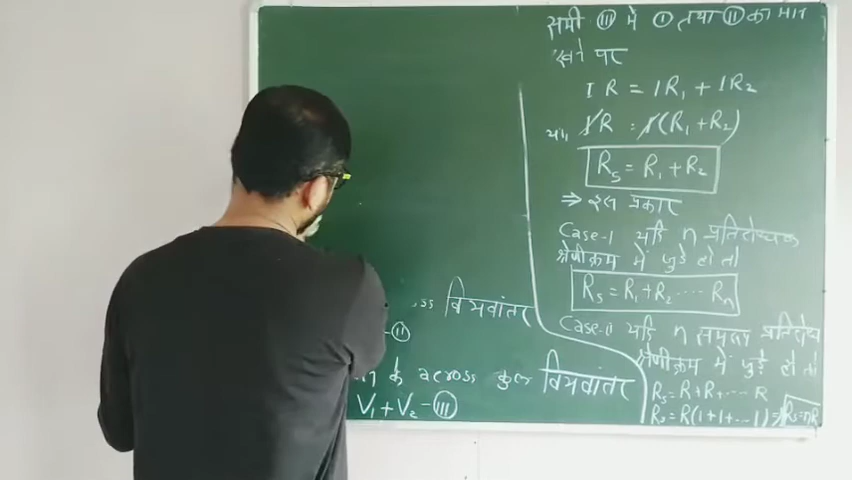 विभवांतर
-(II)
के across कुल विभवांतर
V₁+V₂-(III)
समी (III) में (I) तथा (II) का मान
रखने पर
IR = IR₁ + IR₂
या, IR = I(R₁+R₂)
Rₛ = R₁ + R₂
⇒ इस प्रकार
Case-I यदि n प्रतिरोधक
श्रेणीक्रम में जुड़े हो तो
Rₛ = R₁+R₂ ---- Rₙ
Case-II यदि n समरूप प्रतिरोध
श्रेणीक्रम में जुड़े हो तो
Rₛ = R+R+--- R
Rₛ = R(1+1+...1) ⇒ Rₛ=nR